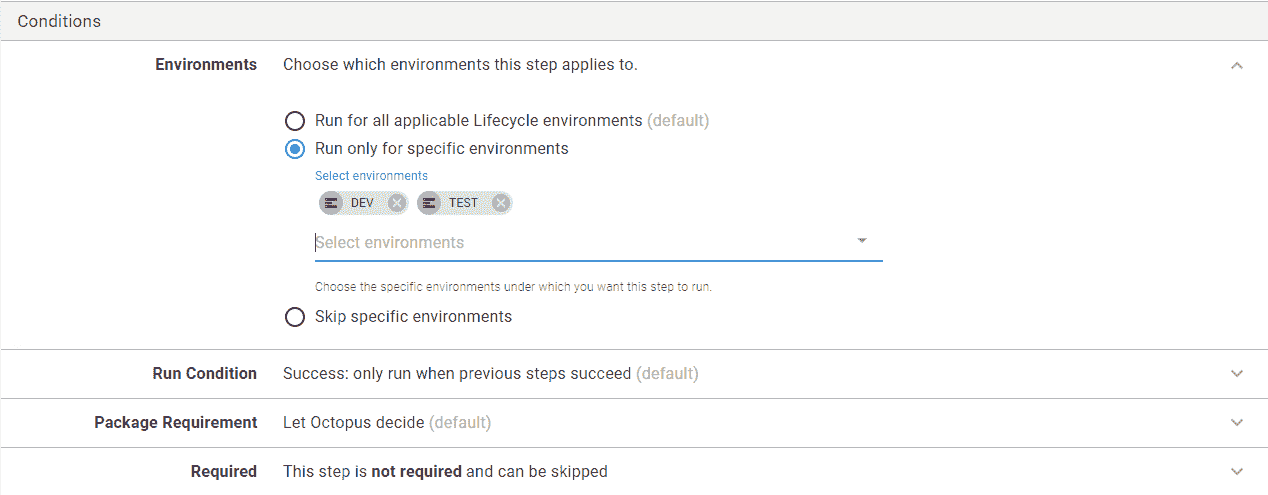 Conditions
Environments Choose which environments this step applies to.
Run for all applicable Lifecycle environments (default)
Run only for specific environments
Select environments
DEV TEST
Select environments
Choose the specific environments under which you want this step to run.
Skip specific environments
Run Condition Success: only run when previous steps succeed (default)
Package Requirement Let Octopus decide (default)
Required This step is not required and can be skipped